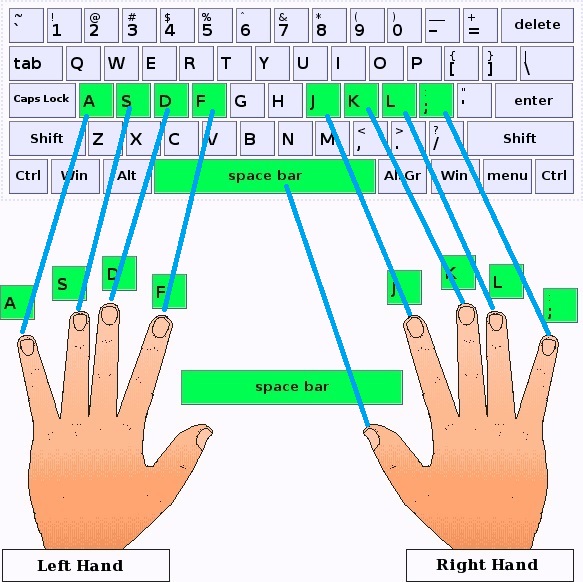 ~ ! @ # $ % ^ & * ( ) — +
` 1 2 3 4 5 6 7 8 9 0 - = delete
tab Q W E R T Y U I O P { [ } ] | \
Caps Lock A S D F G H J K L : ; " ' enter
Shift Z X C V B N M < , > . ? / Shift
Ctrl Win Alt space bar Alt Gr Win menu Ctrl
A S D F J K L : ;
space bar
Left Hand Right Hand